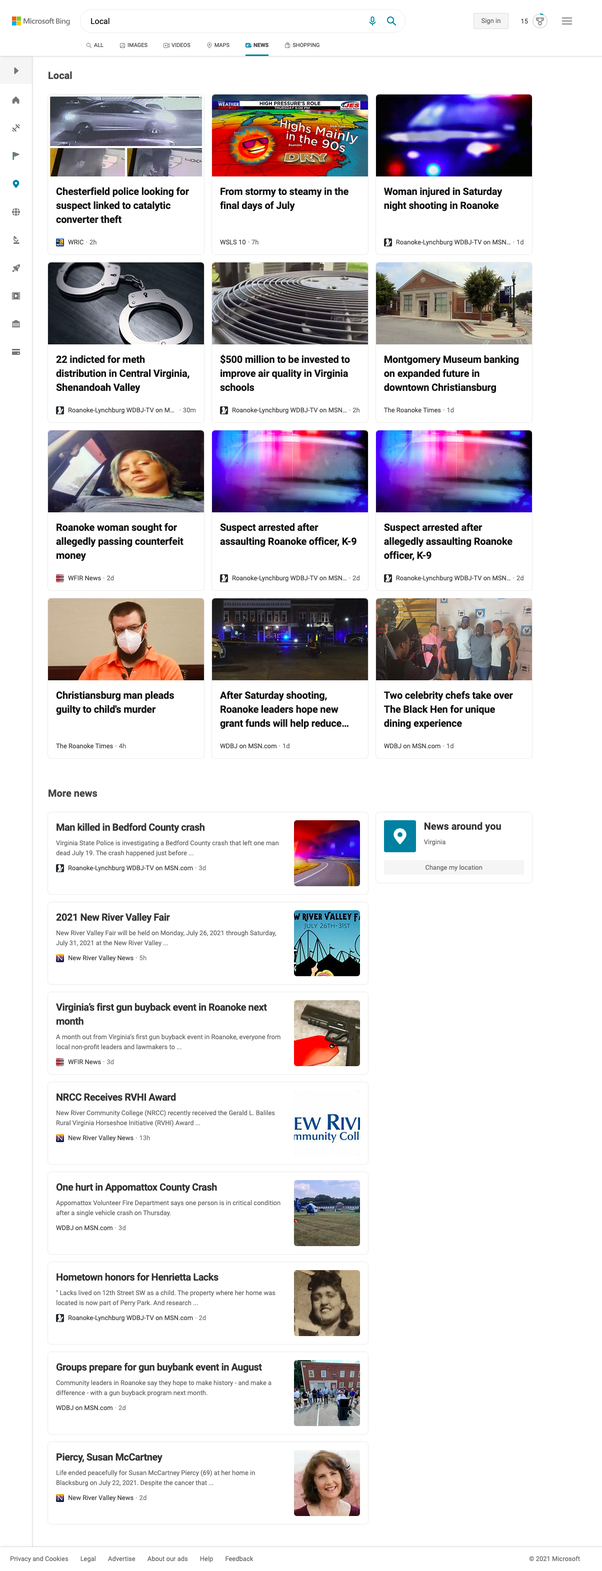 Microsoft Bing
Local
Sign in
15
ALL
IMAGES
VIDEOS
MAPS
NEWS
SHOPPING
Local
Chesterfield police looking for
suspect linked to catalytic
converter theft
WRIC · 2h
WEATHER
HIGH PRESSURE'S ROLE
Highs Mainly
in the 90s
DRY
From stormy to steamy in the
final days of July
WSLS 10 · 7h
Woman injured in Saturday
night shooting in Roanoke
Roanoke-Lynchburg WDBJ-TV on MSN... · 1d
22 indicted for meth
distribution in Central Virginia,
Shenandoah Valley
Roanoke-Lynchburg WDBJ-TV on M... · 30m
$500 million to be invested to
improve air quality in Virginia
schools
Roanoke-Lynchburg WDBJ-TV on MSN... · 2h
Montgomery Museum banking
on expanded future in
downtown Christiansburg
The Roanoke Times · 1d
Roanoke woman sought for
allegedly passing counterfeit
money
WFIR News · 2d
Suspect arrested after
assaulting Roanoke officer, K-9
Roanoke-Lynchburg WDBJ-TV on MSN... · 2d
Suspect arrested after
allegedly assaulting Roanoke
officer, K-9
Roanoke-Lynchburg WDBJ-TV on MSN... · 2d
Christiansburg man pleads
guilty to child's murder
The Roanoke Times · 4h
After Saturday shooting,
Roanoke leaders hope new
grant funds will help reduce...
WDBJ on MSN.com · 1d
Two celebrity chefs take over
The Black Hen for unique
dining experience
WDBJ on MSN.com · 1d
More news
Man killed in Bedford County crash
Virginia State Police is investigating a Bedford County crash that left one man
dead July 19. The crash happened just before ...
Roanoke-Lynchburg WDBJ-TV on MSN.com · 3d
News around you
Virginia
Change my location
2021 New River Valley Fair
New River Valley Fair will be held on Monday, July 26, 2021 through Saturday,
July 31, 2021 at the New River Valley ...
New River Valley News · 5h
W RIVER VALLEY F
JULY 26TH-31ST
Virginia's first gun buyback event in Roanoke next
month
A month out from Virginia's first gun buyback event in Roanoke, everyone from
local non-profit leaders and lawmakers to ...
WFIR News · 3d
NRCC Receives RVHI Award
New River Community College (NRCC) recently received the Gerald L. Baliles
Rural Virginia Horseshoe Initiative (RVHI) Award ...
New River Valley News · 13h
EW RIV
mmunity Coll
One hurt in Appomattox County Crash
Appomattox Volunteer Fire Department says one person is in critical condition
after a single vehicle crash on Thursday.
WDBJ on MSN.com · 3d
Hometown honors for Henrietta Lacks
" Lacks lived on 12th Street SW as a child. The property where her home was
located is now part of Perry Park. And research ...
Roanoke-Lynchburg WDBJ-TV on MSN.com · 2d
Groups prepare for gun buybank event in August
Community leaders in Roanoke say they hope to make history - and make a
difference - with a gun buyback program next month.
WDBJ on MSN.com · 2d
Piercy, Susan McCartney
Life ended peacefully for Susan McCartney Piercy (69) at her home in
Blacksburg on July 22, 2021. Despite the cancer that ...
New River Valley News · 2d
Privacy and Cookies
Legal
Advertise
About our ads
Help
Feedback
© 2021 Microsoft